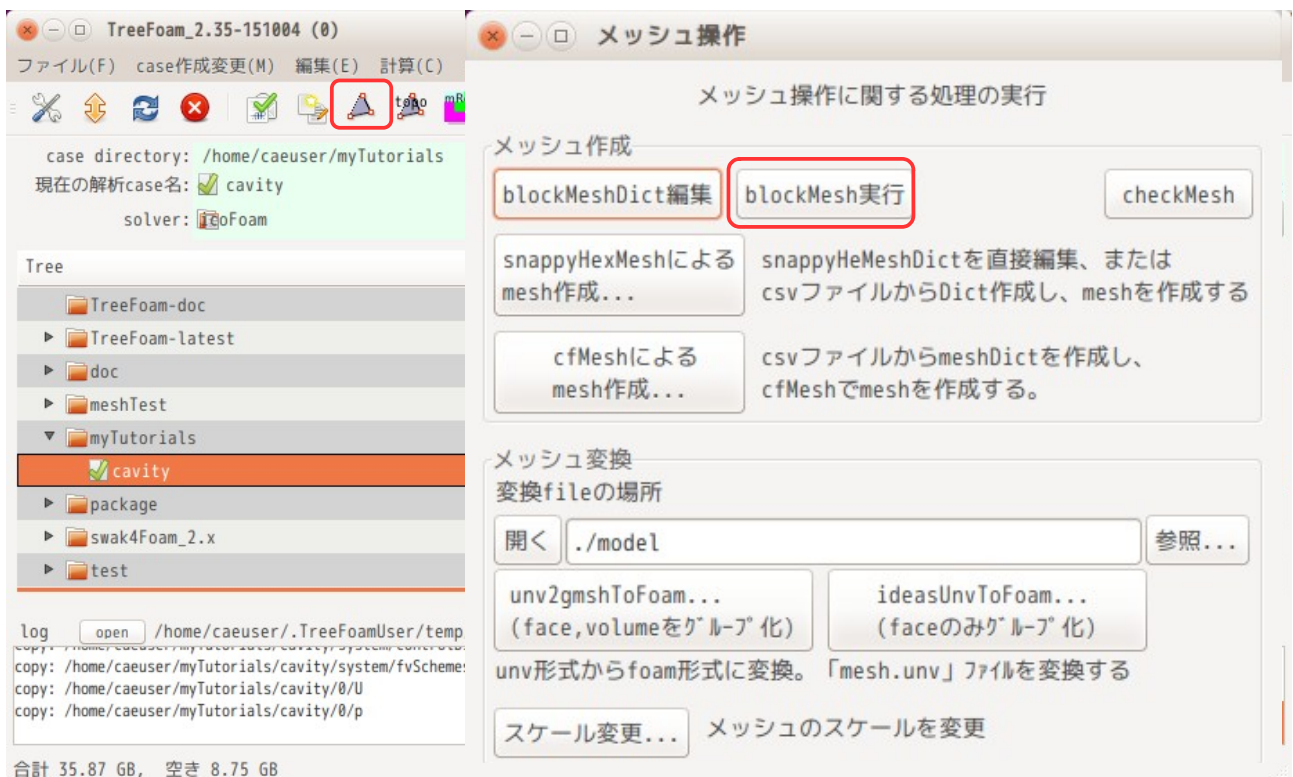 TreeFoam_2.35-151004 (0)
ファイル(F) case作成変更(M) 編集(E) 計算(C)
topo
mR
case directory: /home/caeuser/myTutorials
現在の解析case名: cavity
solver: icoFoam
Tree
TreeFoam-doc
TreeFoam-latest
doc
meshTest
myTutorials
cavity
package
swak4Foam_2.x
test
log open /home/caeuser/.TreeFoamUser/temp
copy: /home/caeuser/myTutorials/cavity/system/controlD
copy: /home/caeuser/myTutorials/cavity/system/fvSchemes
copy: /home/caeuser/myTutorials/cavity/0/U
copy: /home/caeuser/myTutorials/cavity/0/p
合計 35.87 GB, 空き 8.75 GB
メッシュ操作
メッシュ操作に関する処理の実行
メッシュ作成
blockMeshDict編集 blockMesh実行 checkMesh
snappyHexMeshによる
mesh作成...
snappyHeMeshDictを直接編集、または
csvファイルからDict作成し、meshを作成する
cfMeshによる
mesh作成...
csvファイルからmeshDictを作成し、
cfMeshでmeshを作成する。
メッシュ変換
変換fileの場所
開く ./model 参照...
unv2gmshToFoam...
(face,volumeをｸﾞﾙｰﾌﾟ化)
ideasUnvToFoam...
(faceのみｸﾞﾙｰﾌﾟ化)
unv形式からfoam形式に変換。「mesh.unv」ﾌｧｲﾙを変換する
スケール変更... メッシュのスケールを変更